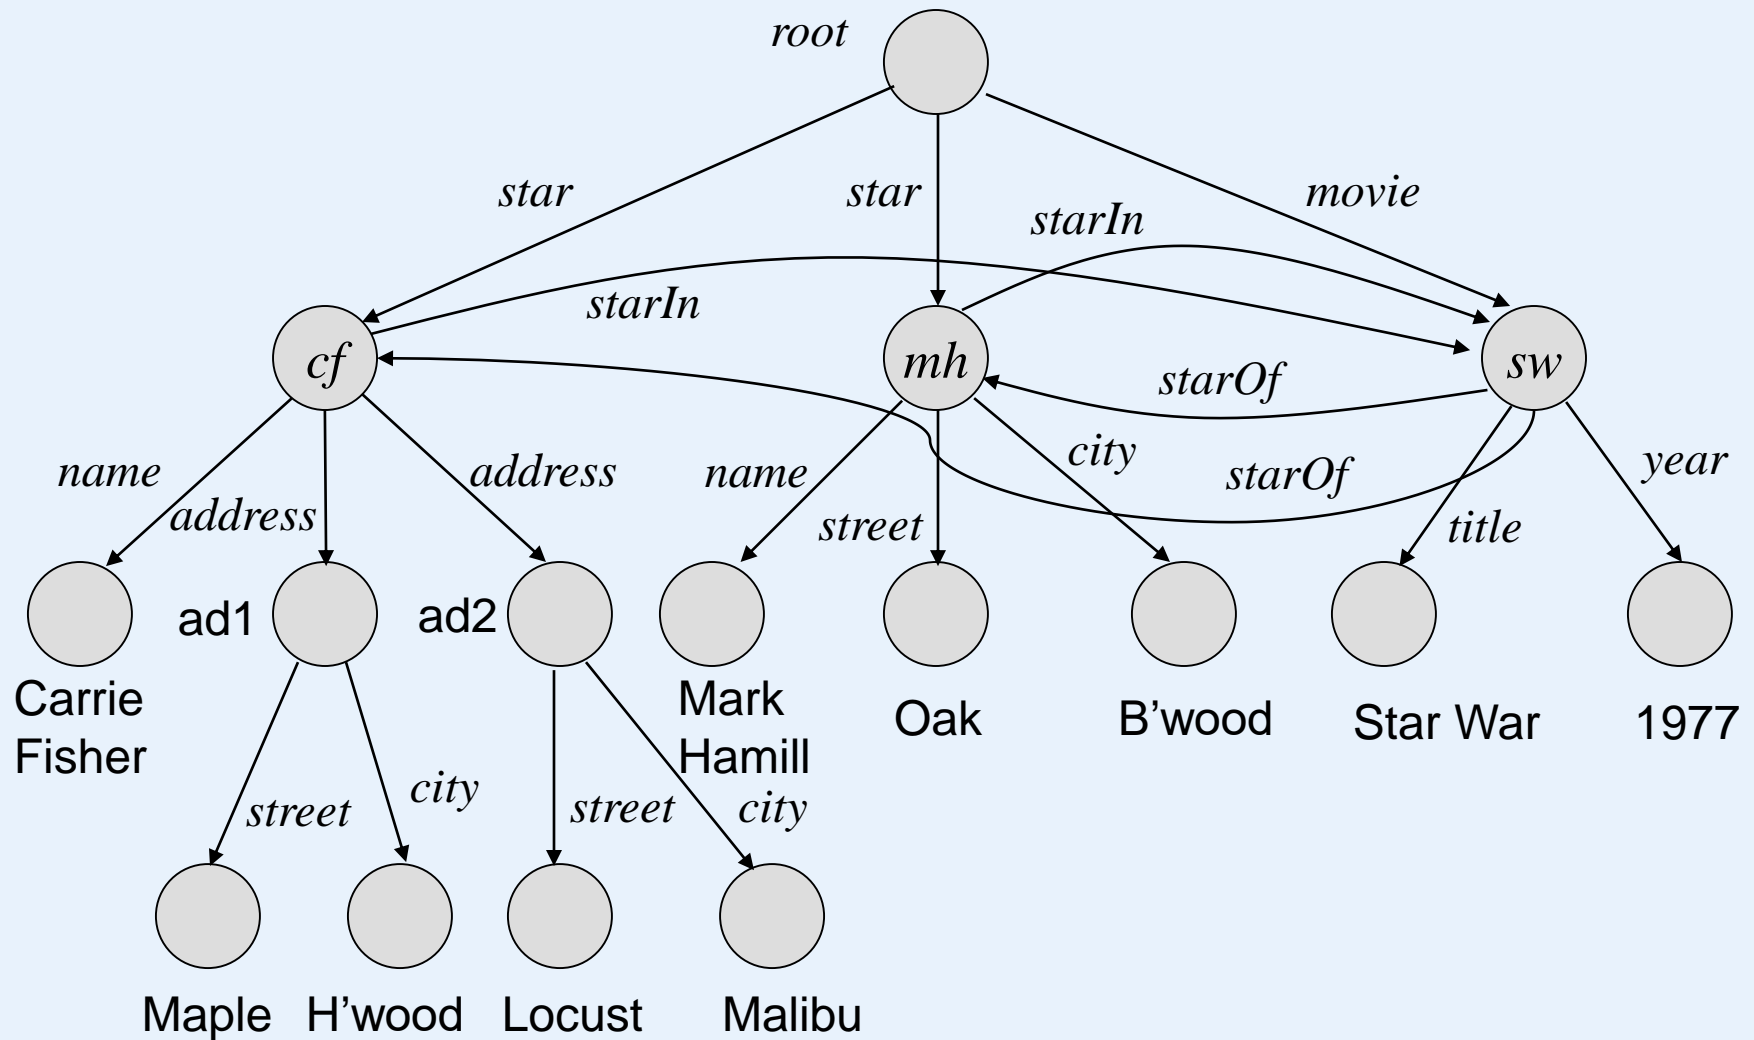 root
star
star
movie
starIn
starIn
cf
mh
sw
starOf
name
address
address
name
street
city
starOf
title
year
ad1
ad2
Carrie
Fisher
Mark
Hamill
Oak
B’wood
Star War
1977
street
city
street
city
Maple
H’wood
Locust
Malibu